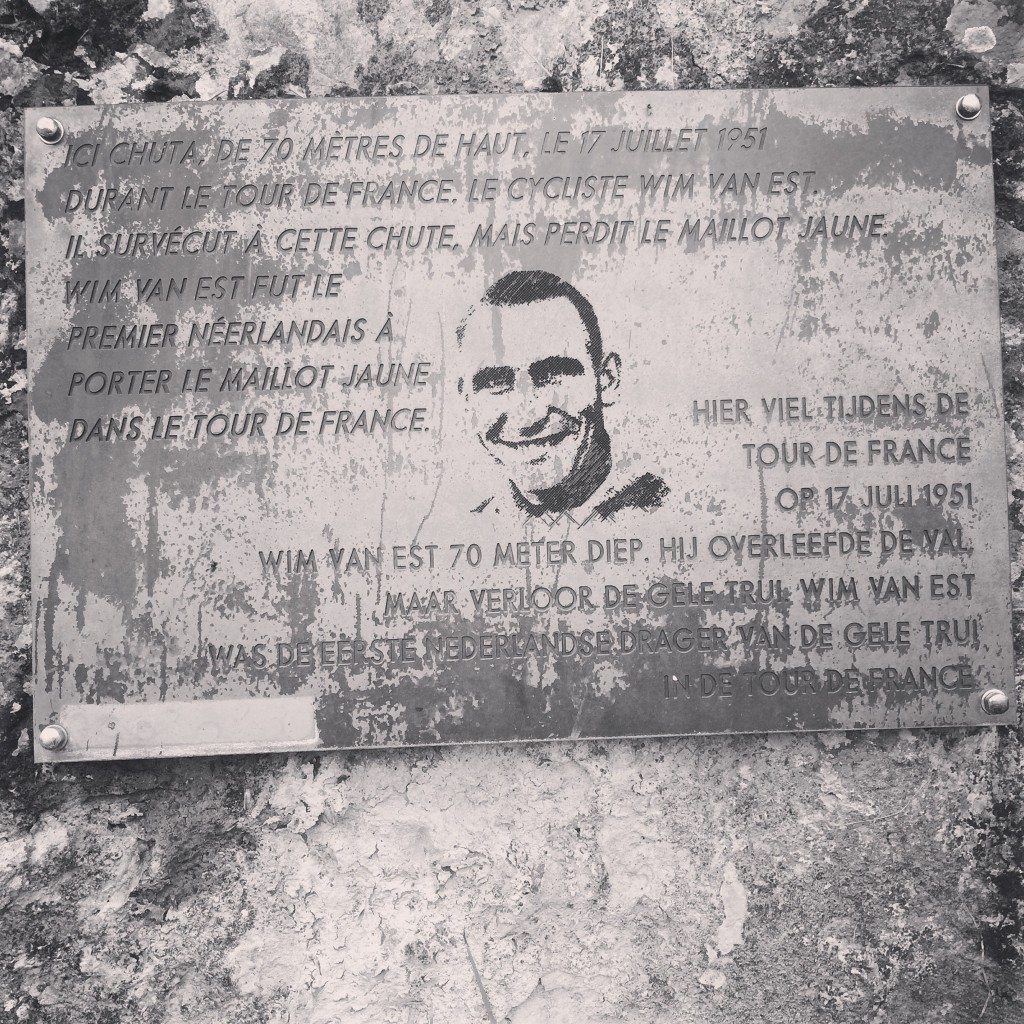 ICI CHUTA, DE 70 MÈTRES DE HAUT, LE 17 JUILLET 1951
DURANT LE TOUR DE FRANCE. LE CYCLISTE WIM VAN EST.
IL SURVÉCUT À CETTE CHUTE, MAIS PERDIT LE MAILLOT JAUNE.
WIM VAN EST FUT LE
PREMIER NÉERLANDAIS À
PORTER LE MAILLOT JAUNE
DANS LE TOUR DE FRANCE.
HIER VIEL TIJDENS DE
TOUR DE FRANCE
OP 17 JULI 1951
WIM VAN EST 70 METER DIEP. HIJ OVERLEEFDE DE VAL,
MAAR VERLOOR DE GELE TRUI. WIM VAN EST
WAS DE EERSTE NEDERLANDSE DRAGER VAN DE GELE TRUI
IN DE TOUR DE FRANCE